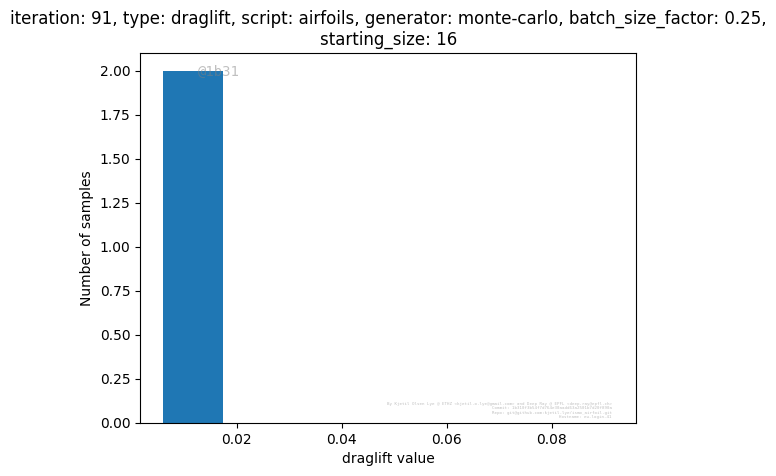 iteration: 91, type: draglift, script: airfoils, generator: monte-carlo, batch_size_factor: 0.25,
starting_size: 16
@1b31
2.00
1.75
1.50
1.25
1.00
0.75
0.50
0.25
0.00
Number of samples
0.02 0.04 0.06 0.08
draglift value